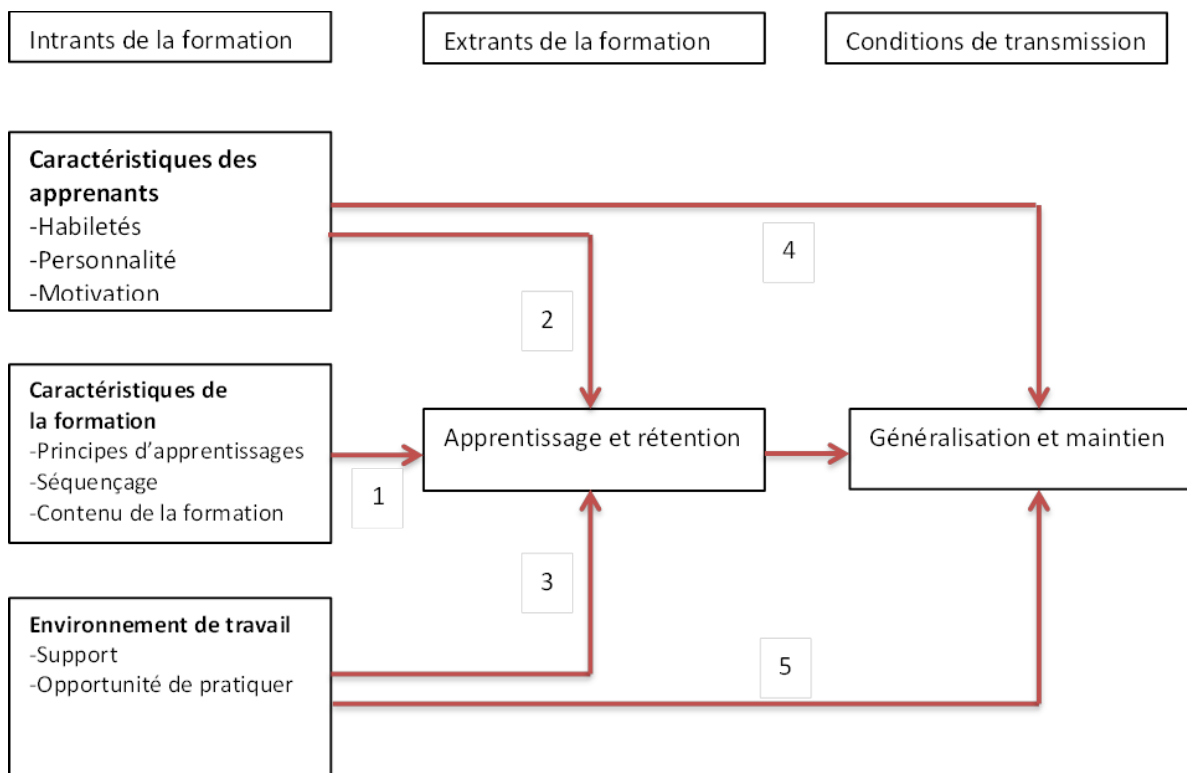 Intrants de la formation
Extrants de la formation
Conditions de transmission
Caractéristiques des
apprenants
-Habiletés
-Personnalité
-Motivation
4
2
Caractéristiques de
la formation
-Principes d’apprentissages
-Séquençage
-Contenu de la formation
1
Apprentissage et rétention
Généralisation et maintien
3
Environnement de travail
-Support
-Opportunité de pratiquer
5